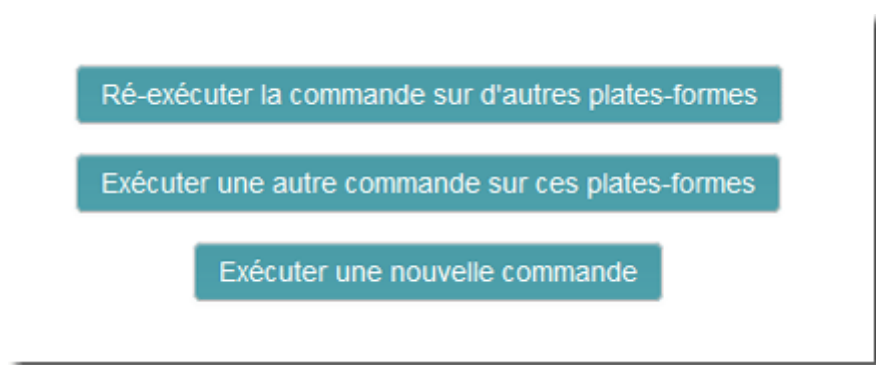 Ré-exécuter la commande sur d'autres plates-formes
Exécuter une autre commande sur ces plates-formes
Exécuter une nouvelle commande